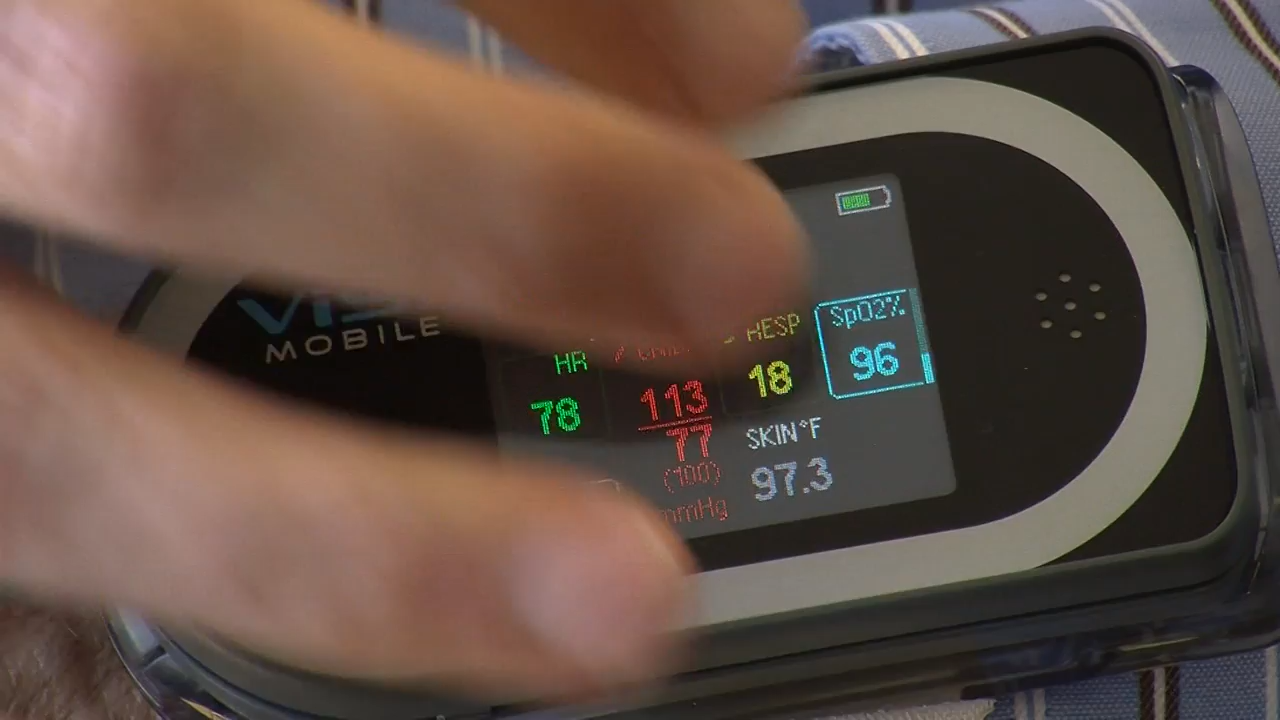 MOBILE
HR
78
113
77
(100)
mmHg
RESP
18
SpO2%
96
SKIN°F
97.3